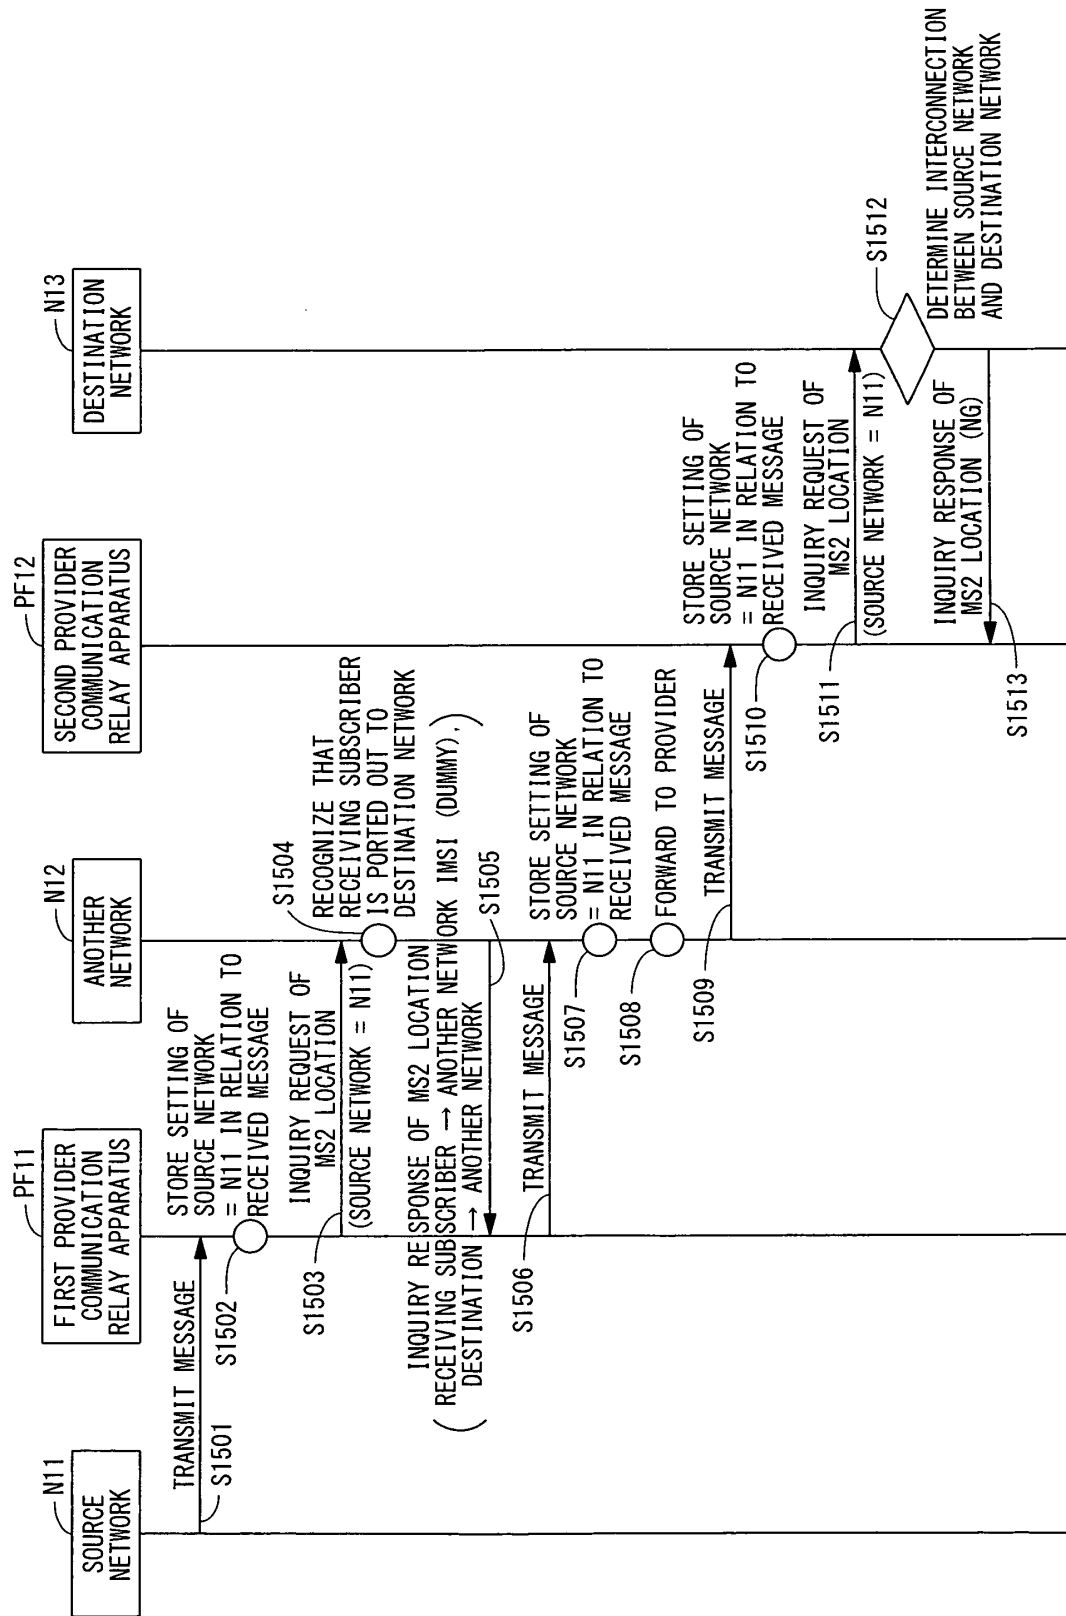 N11
SOURCE
NETWORK
PF11
FIRST PROVIDER
COMMUNICATION
RELAY APPARATUS
N12
ANOTHER
NETWORK
PF12
SECOND PROVIDER
COMMUNICATION
RELAY APPARATUS
N13
DESTINATION
NETWORK
TRANSMIT MESSAGE
S1501
STORE SETTING OF
SOURCE NETWORK
= N11 IN RELATION TO
RECEIVED MESSAGE
S1502
INQUIRY REQUEST OF
MS2 LOCATION
(SOURCE NETWORK = N11)
S1503
S1504
RECOGNIZE THAT
RECEIVING SUBSCRIBER
IS PORTED OUT TO
DESTINATION NETWORK
INQUIRY RESPONSE OF MS2 LOCATION
(RECEIVING SUBSCRIBER → ANOTHER NETWORK IMSI (DUMMY),
DESTINATION → ANOTHER NETWORK)
S1505
TRANSMIT MESSAGE
S1506
STORE SETTING OF
SOURCE NETWORK
= N11 IN RELATION TO
RECEIVED MESSAGE
S1507
FORWARD TO PROVIDER
S1508
TRANSMIT MESSAGE
S1509
STORE SETTING OF
SOURCE NETWORK
= N11 IN RELATION TO
RECEIVED MESSAGE
S1510
INQUIRY REQUEST OF
MS2 LOCATION
(SOURCE NETWORK = N11)
S1511
S1512
DETERMINE INTERCONNECTION
BETWEEN SOURCE NETWORK
AND DESTINATION NETWORK
INQUIRY RESPONSE OF
MS2 LOCATION (NG)
S1513